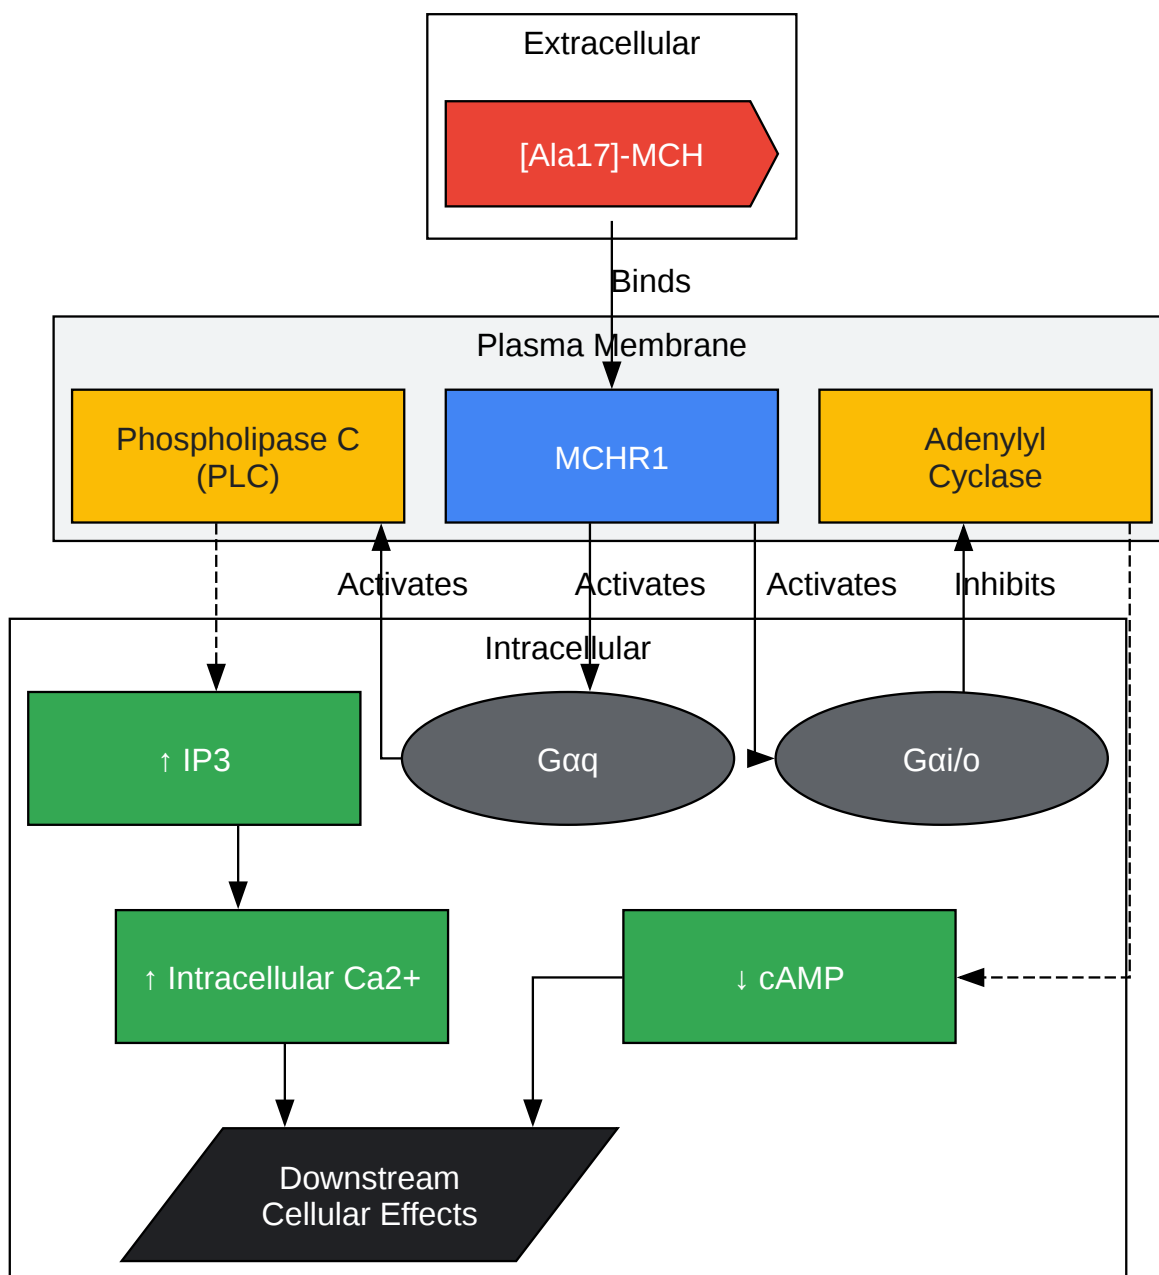 Extracellular
[Ala17]-MCH
Binds
Plasma Membrane
Phospholipase C
(PLC)
MCHR1
Adenylyl
Cyclase
Activates
Activates
Activates
Inhibits
Intracellular
↑ IP3
Gαq
Gαi/o
↑ Intracellular Ca2+
↓ cAMP
Downstream
Cellular Effects